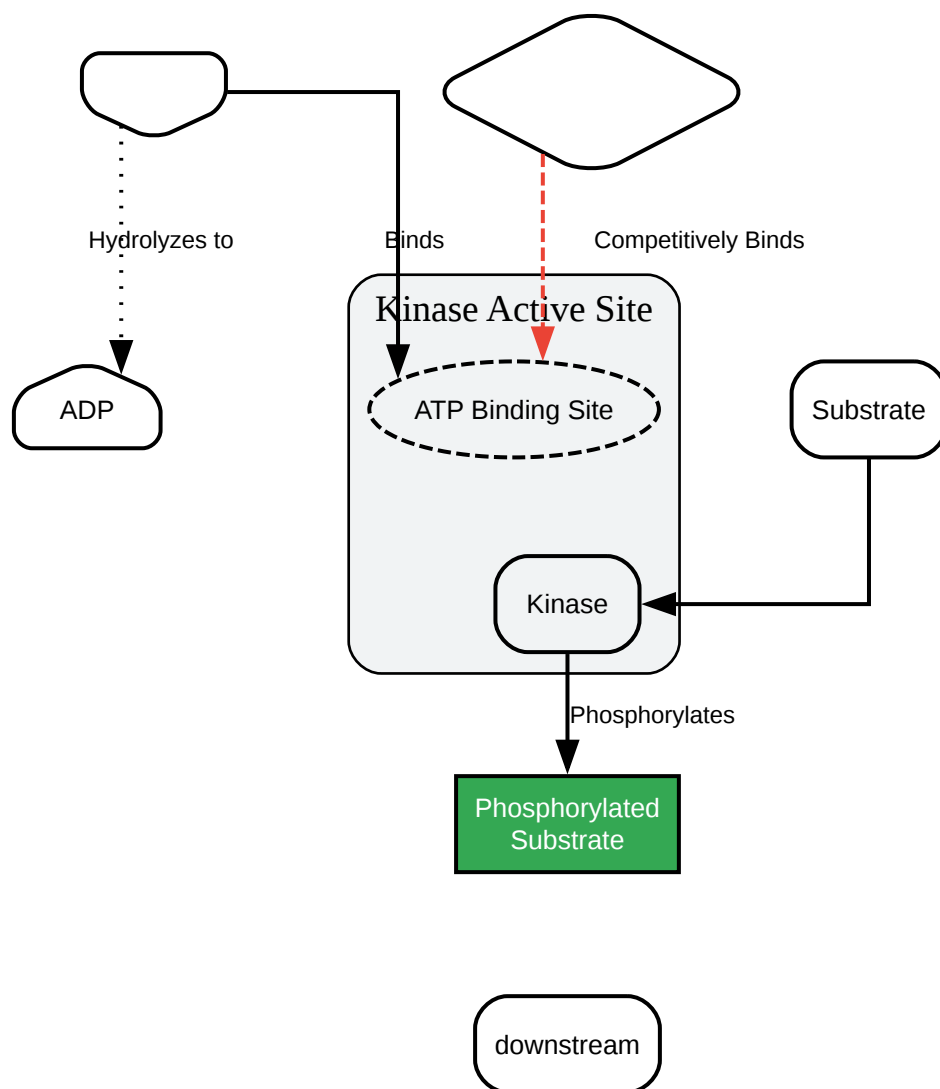 Hydrolyzes to
Binds
Competitively Binds
Kinase Active Site
ADP
ATP Binding Site
Substrate
Kinase
Phosphorylates
Phosphorylated
Substrate
downstream